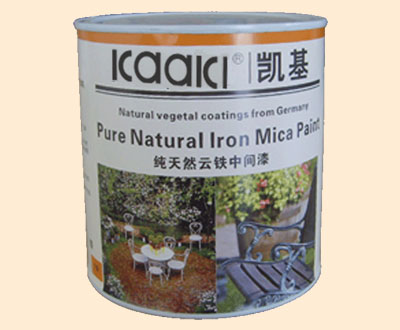 KAAKI® 凯基
Natural vegetal coatings from Germany
Pure Natural Iron Mica Paint
纯天然云铁中间漆